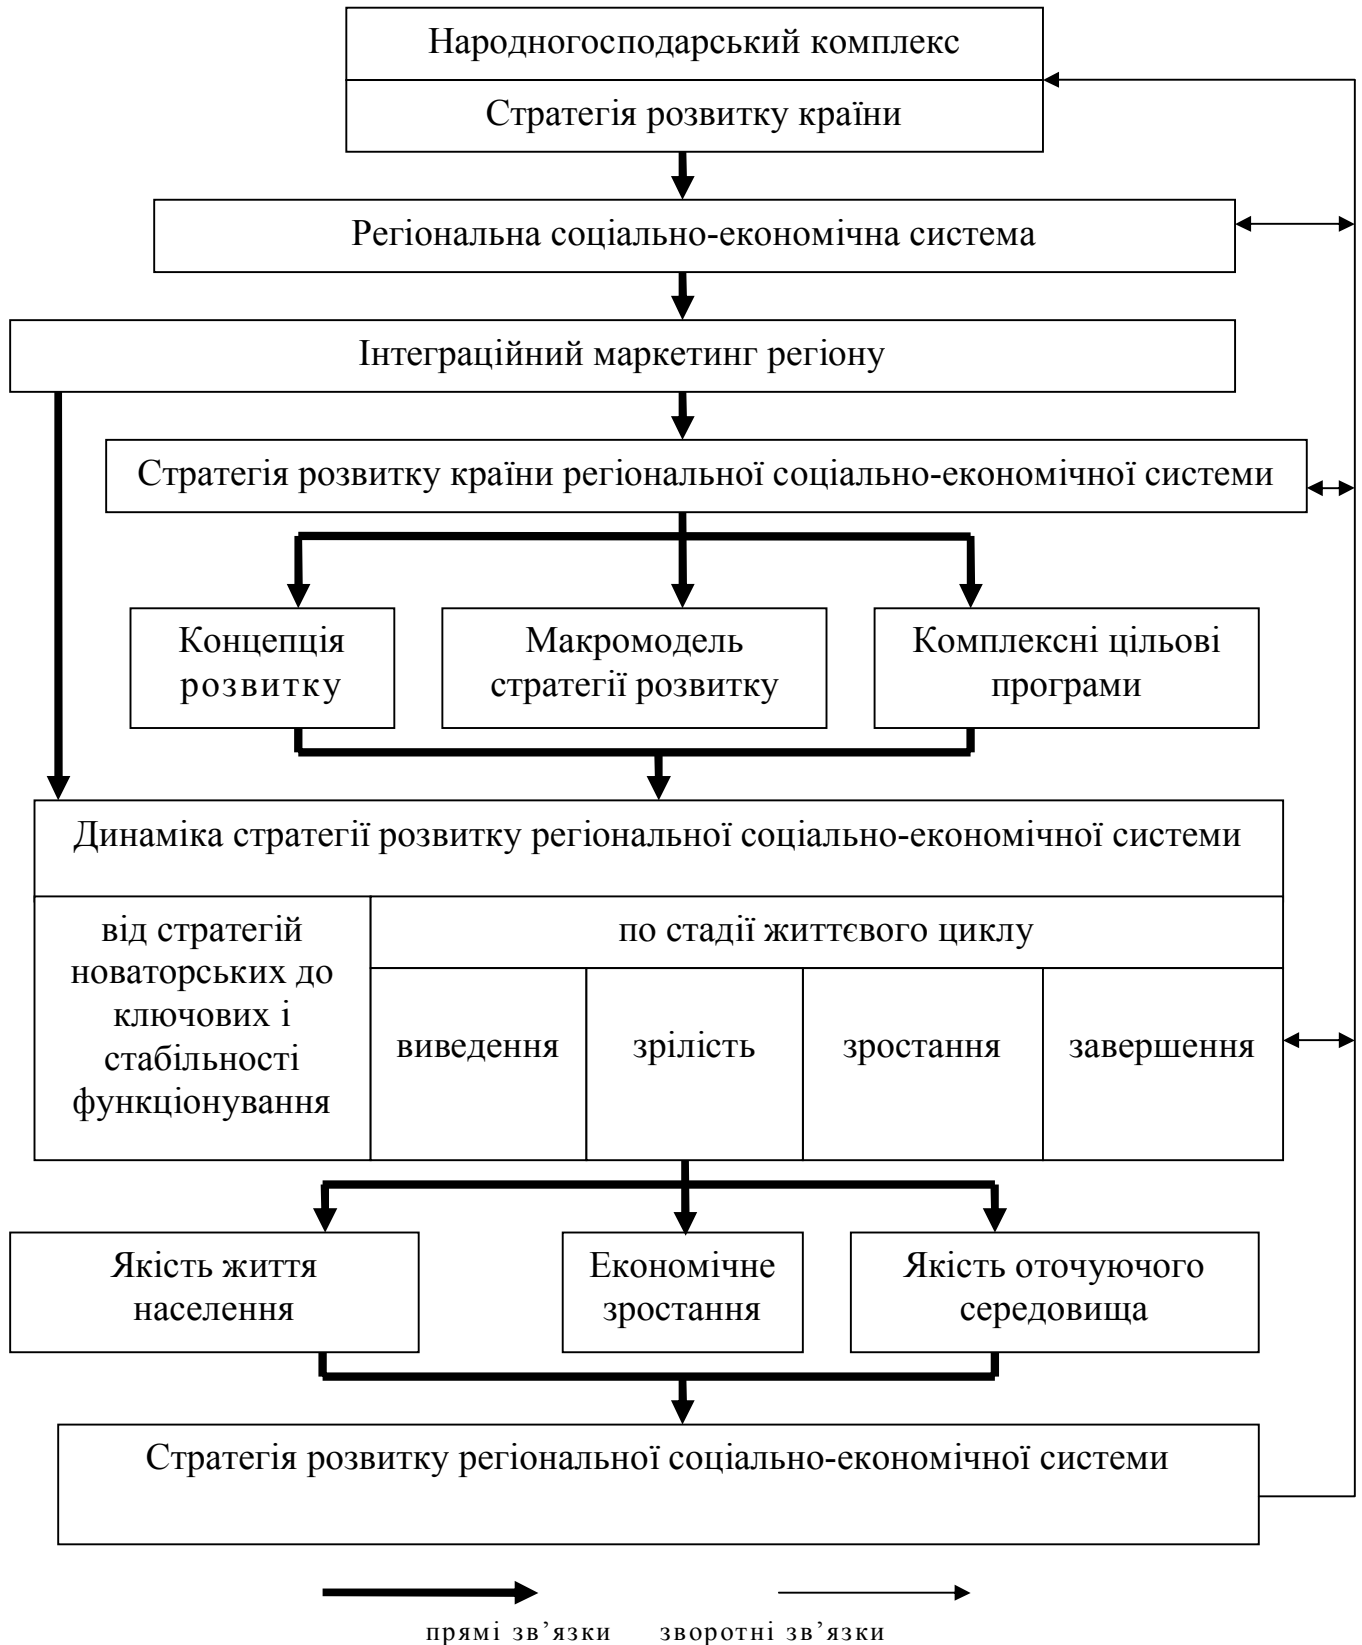 Народногосподарський комплекс
Стратегія розвитку країни
Регіональна соціально-економічна система
Інтеграційний маркетинг регіону
Стратегія розвитку країни регіональної соціально-економічної системи
Концепція
розвитку
Макромодель
стратегії розвитку
Комплексні цільові
програми
Динаміка стратегії розвитку регіональної соціально-економічної системи
від стратегій
новаторських до
ключових і
стабільності
функціонування
по стадії життєвого циклу
виведення
зрілість
зростання
завершення
Якість життя
населення
Економічне
зростання
Якість оточуючого
середовища
Стратегія розвитку регіональної соціально-економічної системи
прямі зв’язки
зворотні зв’язки